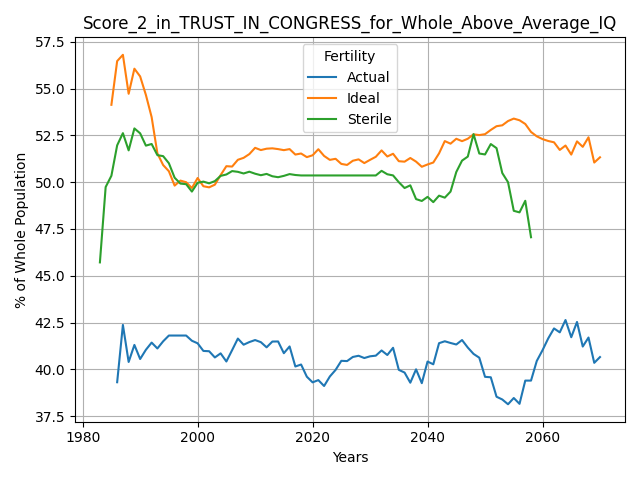 Score_2_in_TRUST_IN_CONGRESS_for_Whole_Above_Average_IQ
57.5
55.0
52.5
50.0
47.5
45.0
42.5
40.0
37.5
% of Whole Population
Fertility
Actual
Ideal
Sterile
1980
2000
2020
2040
2060
Years